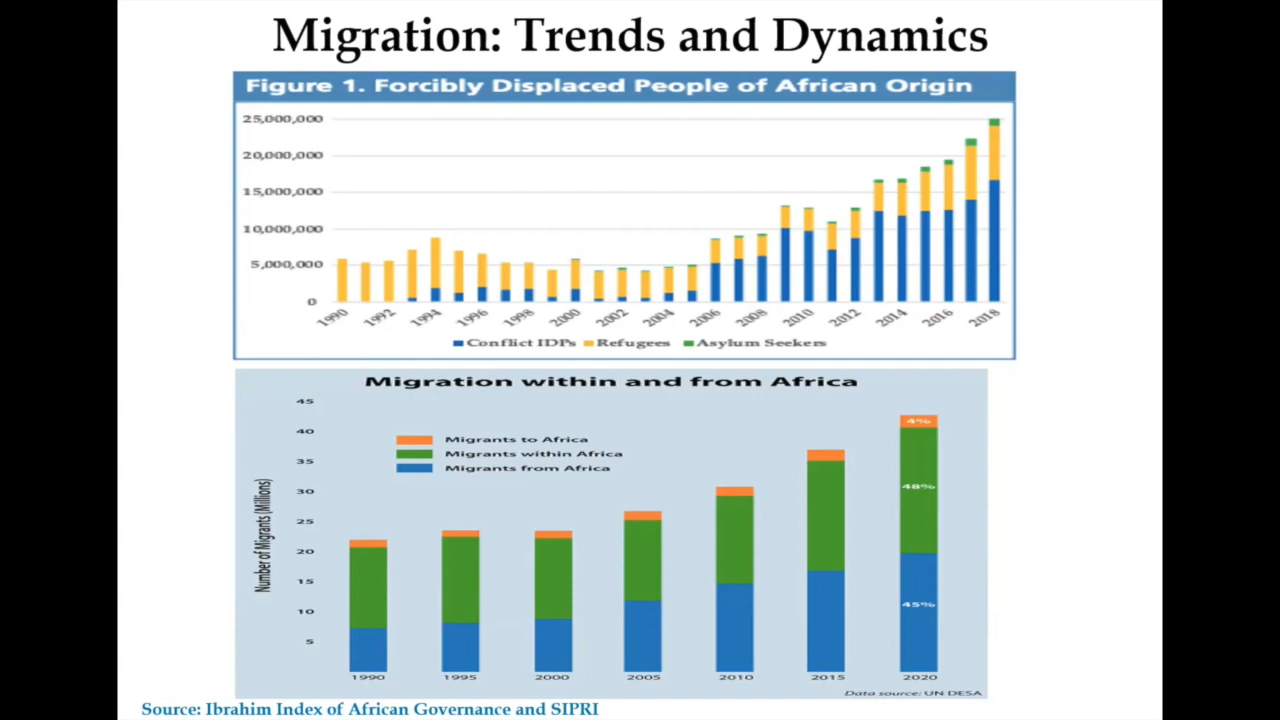 Migration: Trends and Dynamics
Figure 1. Forcibly Displaced People of African Origin
25,000,000
20,000,000
15,000,000
10,000,000
5,000,000
0
1990 1992 1994 1996 1998 2000 2002 2004 2006 2008 2010 2012 2014 2016 2018
Conflict IDPs Refugees Asylum Seekers
Migration within and from Africa
45
40
35
30
25
20
15
10
5
Number of Migrants (Millions)
Migrants to Africa
Migrants within Africa
Migrants from Africa
4%
48%
45%
1990 1995 2000 2005 2010 2015 2020
Data source: UN DESA
Source: Ibrahim Index of African Governance and SIPRI